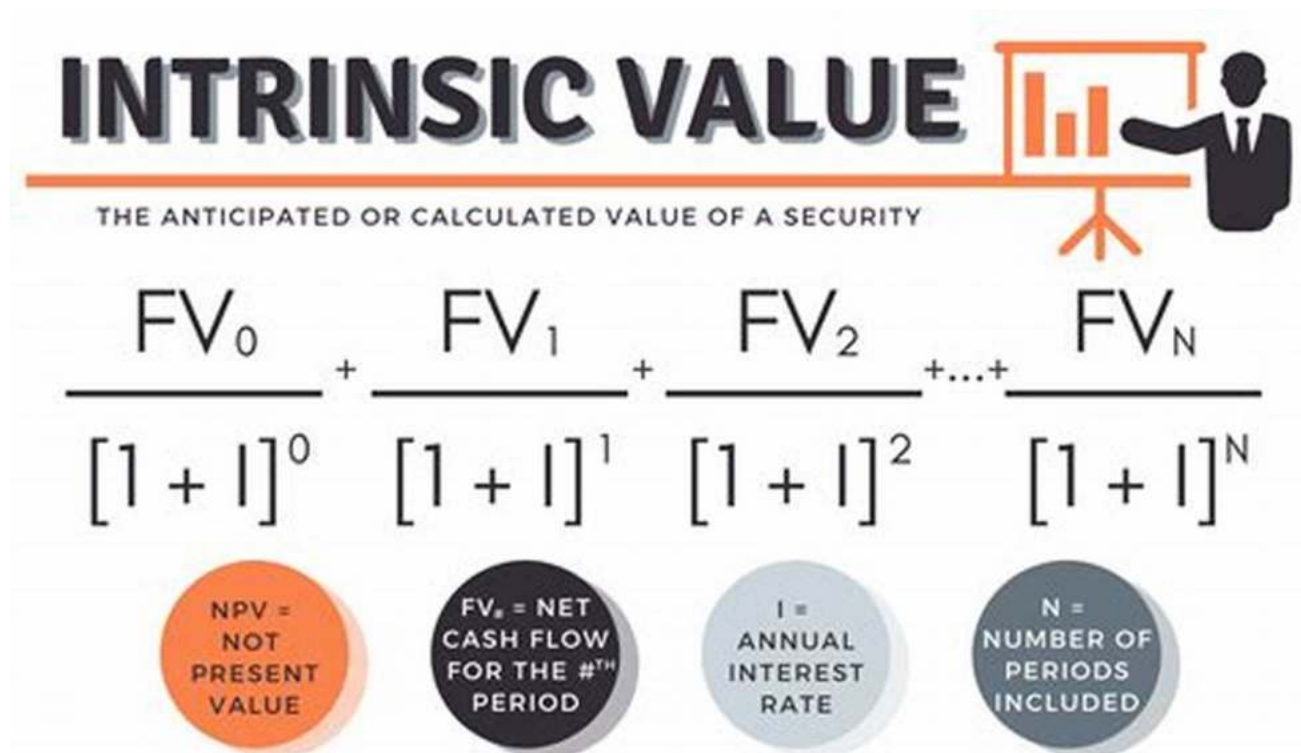 INTRINSIC VALUE
THE ANTICIPATED OR CALCULATED VALUE OF A SECURITY
FV₀ + FV₁ + FV₂ +...+ FV_N
[1 + I]⁰ [1 + I]¹ [1 + I]² [1 + I]^N
NPV =
NOT
PRESENT
VALUE
FV# = NET
CASH FLOW
FOR THE #TH
PERIOD
I =
ANNUAL
INTEREST
RATE
N =
NUMBER OF
PERIODS
INCLUDED